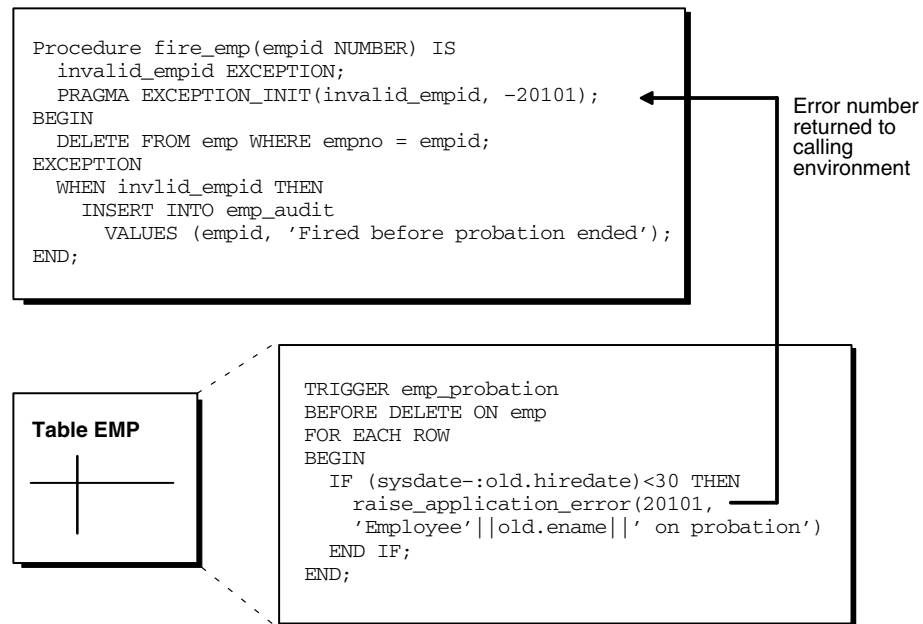 Procedure fire_emp(empid NUMBER) IS
invalid_empid EXCEPTION;
PRAGMA EXCEPTION_INIT(invalid_empid, -20101);
BEGIN
DELETE FROM emp WHERE empno = empid;
EXCEPTION
WHEN invlid_empid THEN
INSERT INTO emp_audit
VALUES (empid, 'Fired before probation ended');
END;
Error number
returned to
calling
environment
Table EMP
TRIGGER emp_probation
BEFORE DELETE ON emp
FOR EACH ROW
BEGIN
IF (sysdate-:old.hiredate)<30 THEN
raise_application_error(20101,
'Employee'||old.ename||' on probation')
END IF;
END;